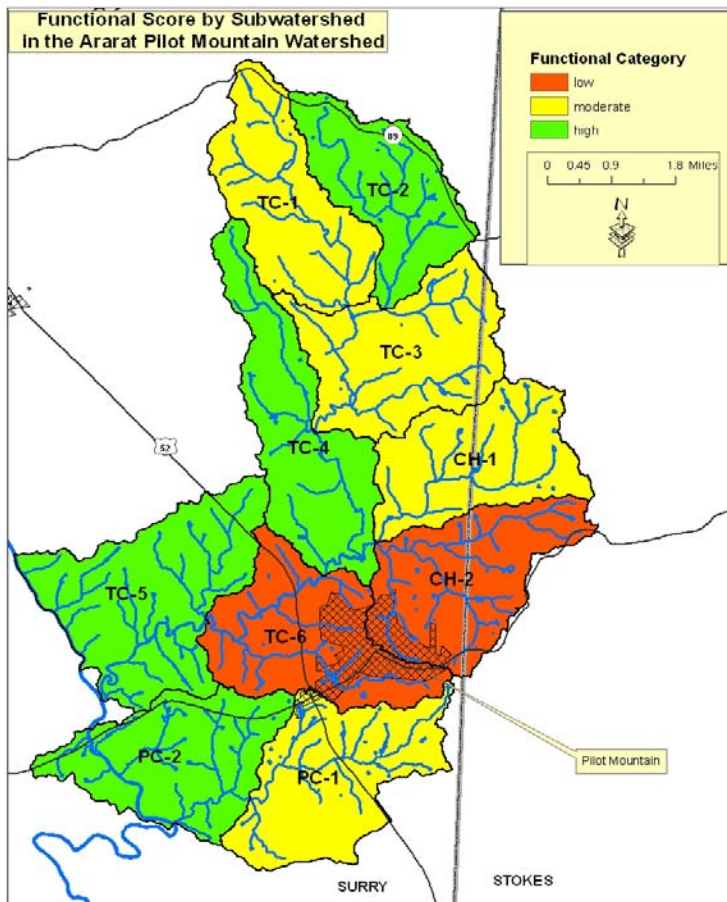 Functional Score by Subwatershed
in the Ararat Pilot Mountain Watershed
Functional Category
low
moderate
high
0 0.45 0.9 1.8 Miles
N
89
TC-1
TC-2
TC-3
52
TC-4
CH-1
TC-5
CH-2
TC-6
PC-2
PC-1
Pilot Mountain
SURRY
STOKES